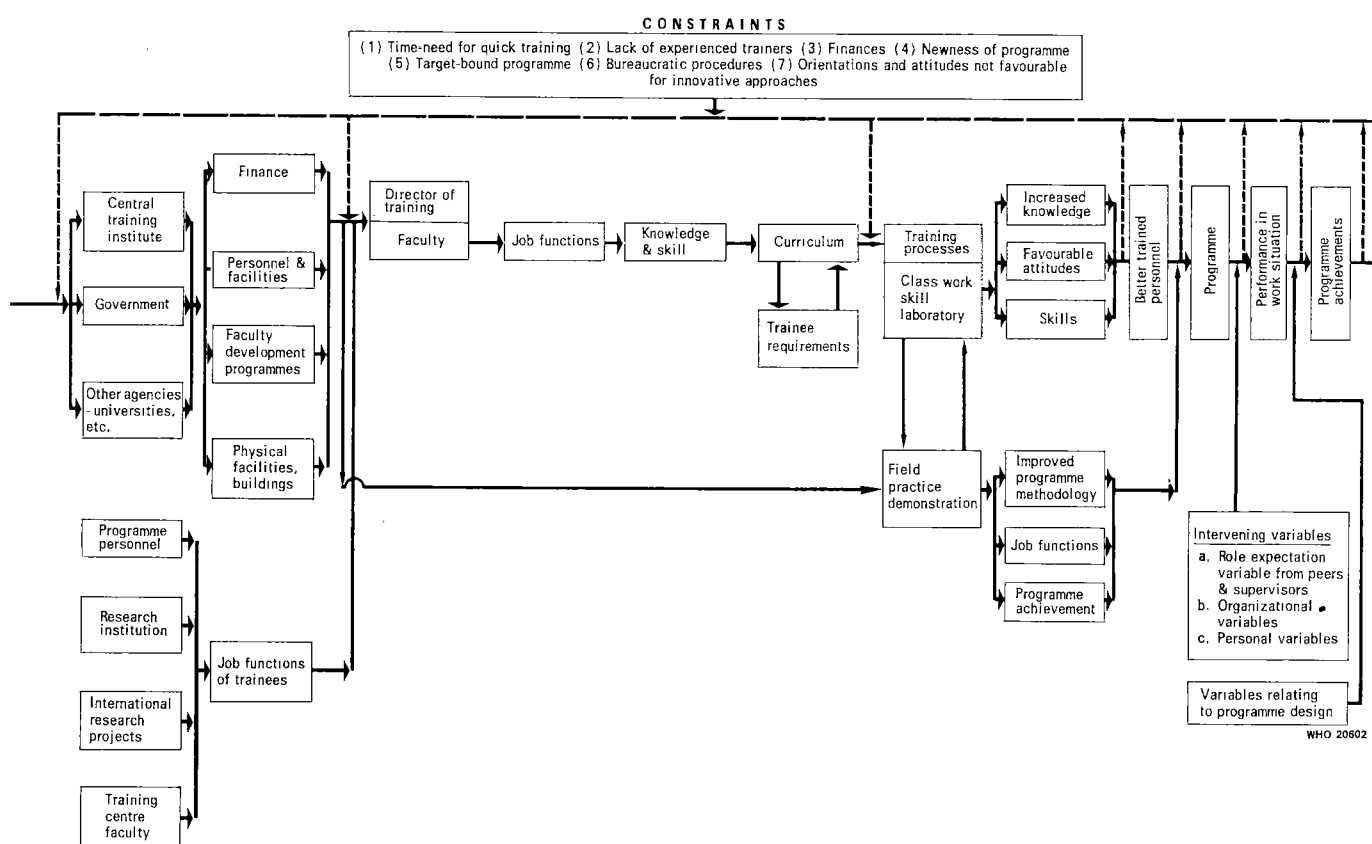 CONSTRAINTS
(1) Time-need for quick training (2) Lack of experienced trainers (3) Finances (4) Newness of programme
(5) Target-bound programme (6) Bureaucratic procedures (7) Orientations and attitudes not favourable
for innovative approaches
Central
training
institute
Government
Other agencies
- universities,
etc.
Finance
Personnel &
facilities
Faculty
development
programmes
Physical
facilities,
buildings
Programme
personnel
Research
institution
International
research
projects
Training
centre
faculty
Job functions
of trainees
Director of
training
Faculty
Job functions
Knowledge
& skill
Curriculum
Trainee
requirements
Training
processes
Class work
skill
laboratory
Field
practice
demonstration
Increased
knowledge
Favourable
attitudes
Skills
Improved
programme
methodology
Job functions
Programme
achievement
Better trained
personnel
Programme
Performance in
work situation
Programme
achievements
Intervening variables
a. Role expectation
variable from peers
& supervisors
b. Organizational
variables
c. Personal variables
Variables relating
to programme design
WHO 20602